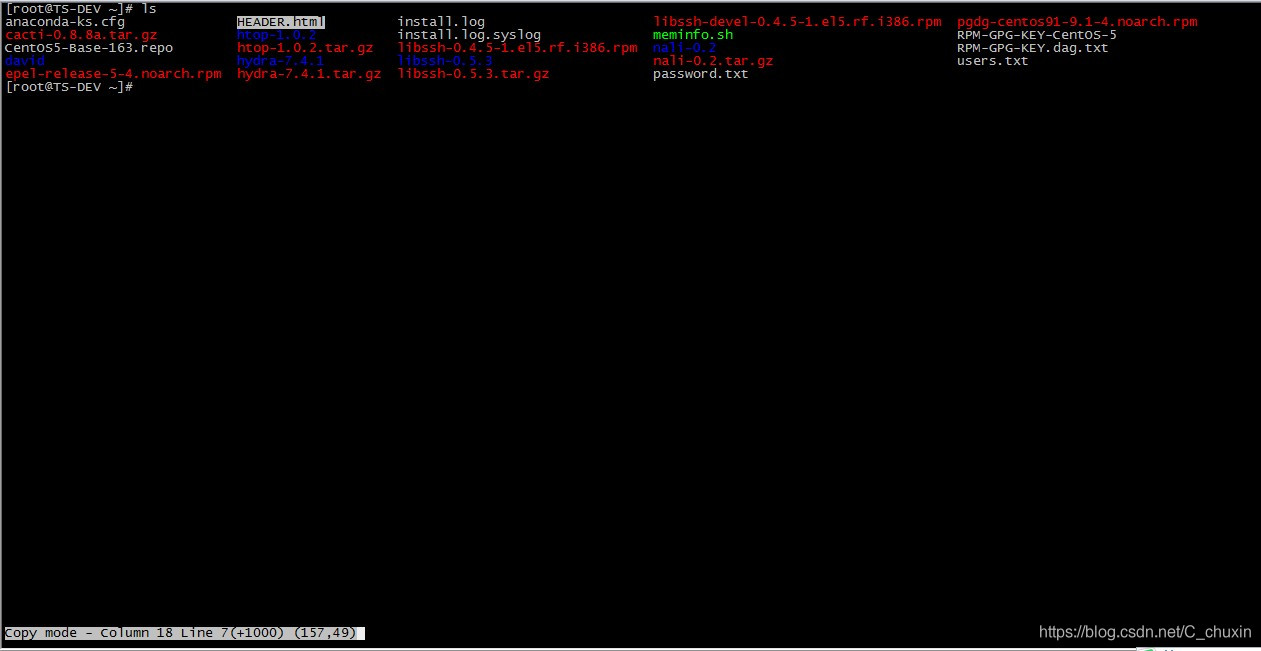 [root@TS-DEV ~]# ls
anaconda-ks.cfg HEADER.html install.log libssh-devel-0.4.5-1.el5.rf.i386.rpm pgdg-centos91-9.1-4.noarch.rpm
cacti-0.8.8a.tar.gz htop-1.0.2 install.log.syslog meminfo.sh RPM-GPG-KEY-CentOS-5
CentOS5-Base-163.repo htop-1.0.2.tar.gz libssh-0.4.5-1.el5.rf.i386.rpm nali-0.2 RPM-GPG-KEY.dag.txt
david hydra-7.4.1 libssh-0.5.3 nali-0.2.tar.gz users.txt
epel-release-5-4.noarch.rpm hydra-7.4.1.tar.gz libssh-0.5.3.tar.gz password.txt
[root@TS-DEV ~]#
Copy mode - Column 18 Line 7(+1000) (157,49)
https://blog.csdn.net/C_chuxin